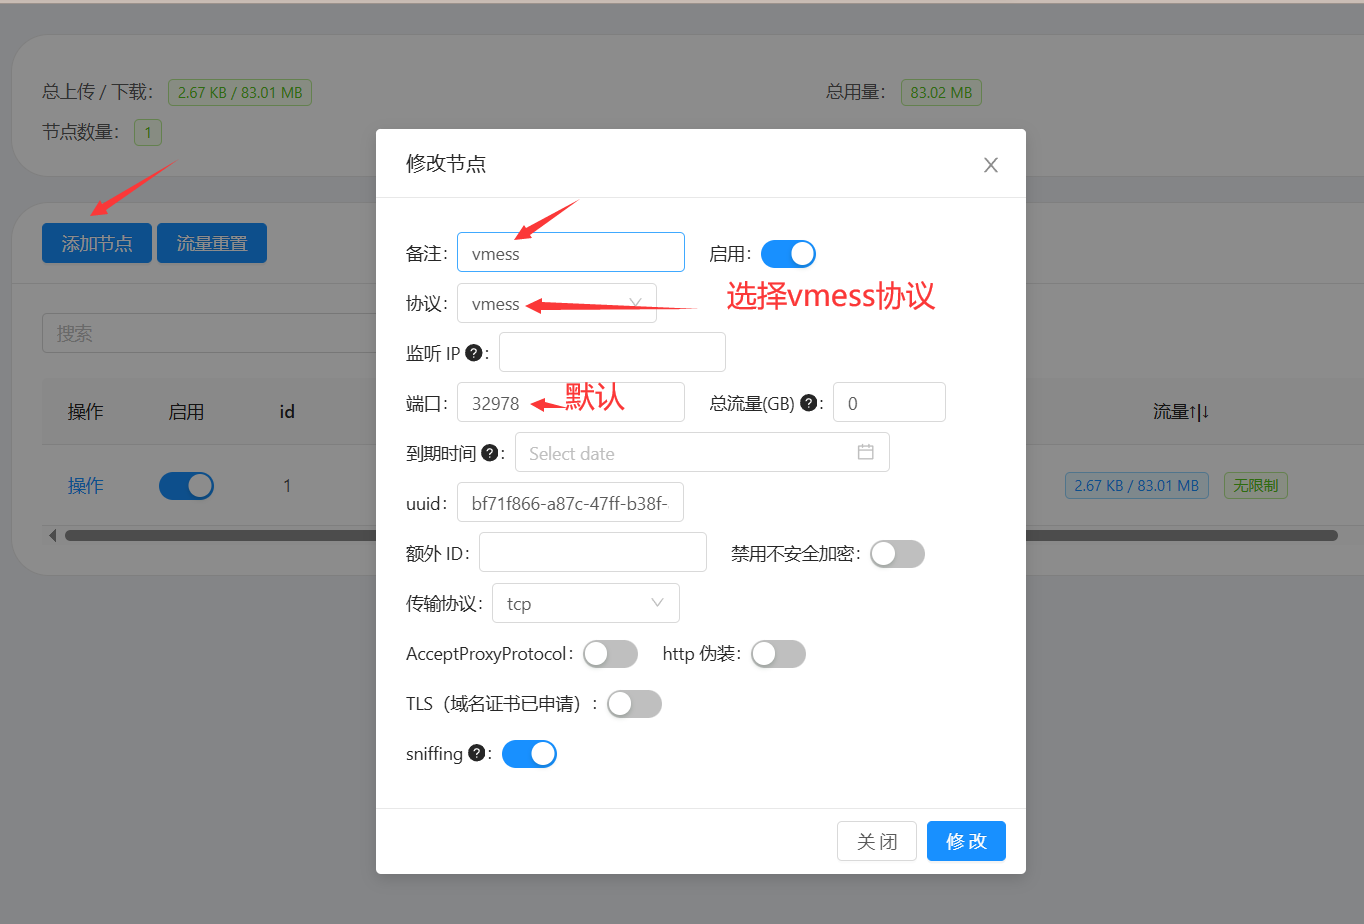 总上传 / 下载： 2.67 KB / 83.01 MB
总用量： 83.02 MB
节点数量： 1
添加节点 流量重置
搜索
操作 启用 id
流量↑|↓
操作 1
2.67 KB / 83.01 MB 无限制
修改节点
备注： vmess 启用：
协议： vmess
选择vmess协议
监听 IP ?：
端口： 32978 默认 总流量(GB) ?： 0
到期时间 ?： Select date
uuid： bf71f866-a87c-47ff-b38f-
额外 ID： 禁用不安全加密：
传输协议： tcp
AcceptProxyProtocol： http 伪装：
TLS（域名证书已申请）：
sniffing ?：
关 闭 修 改